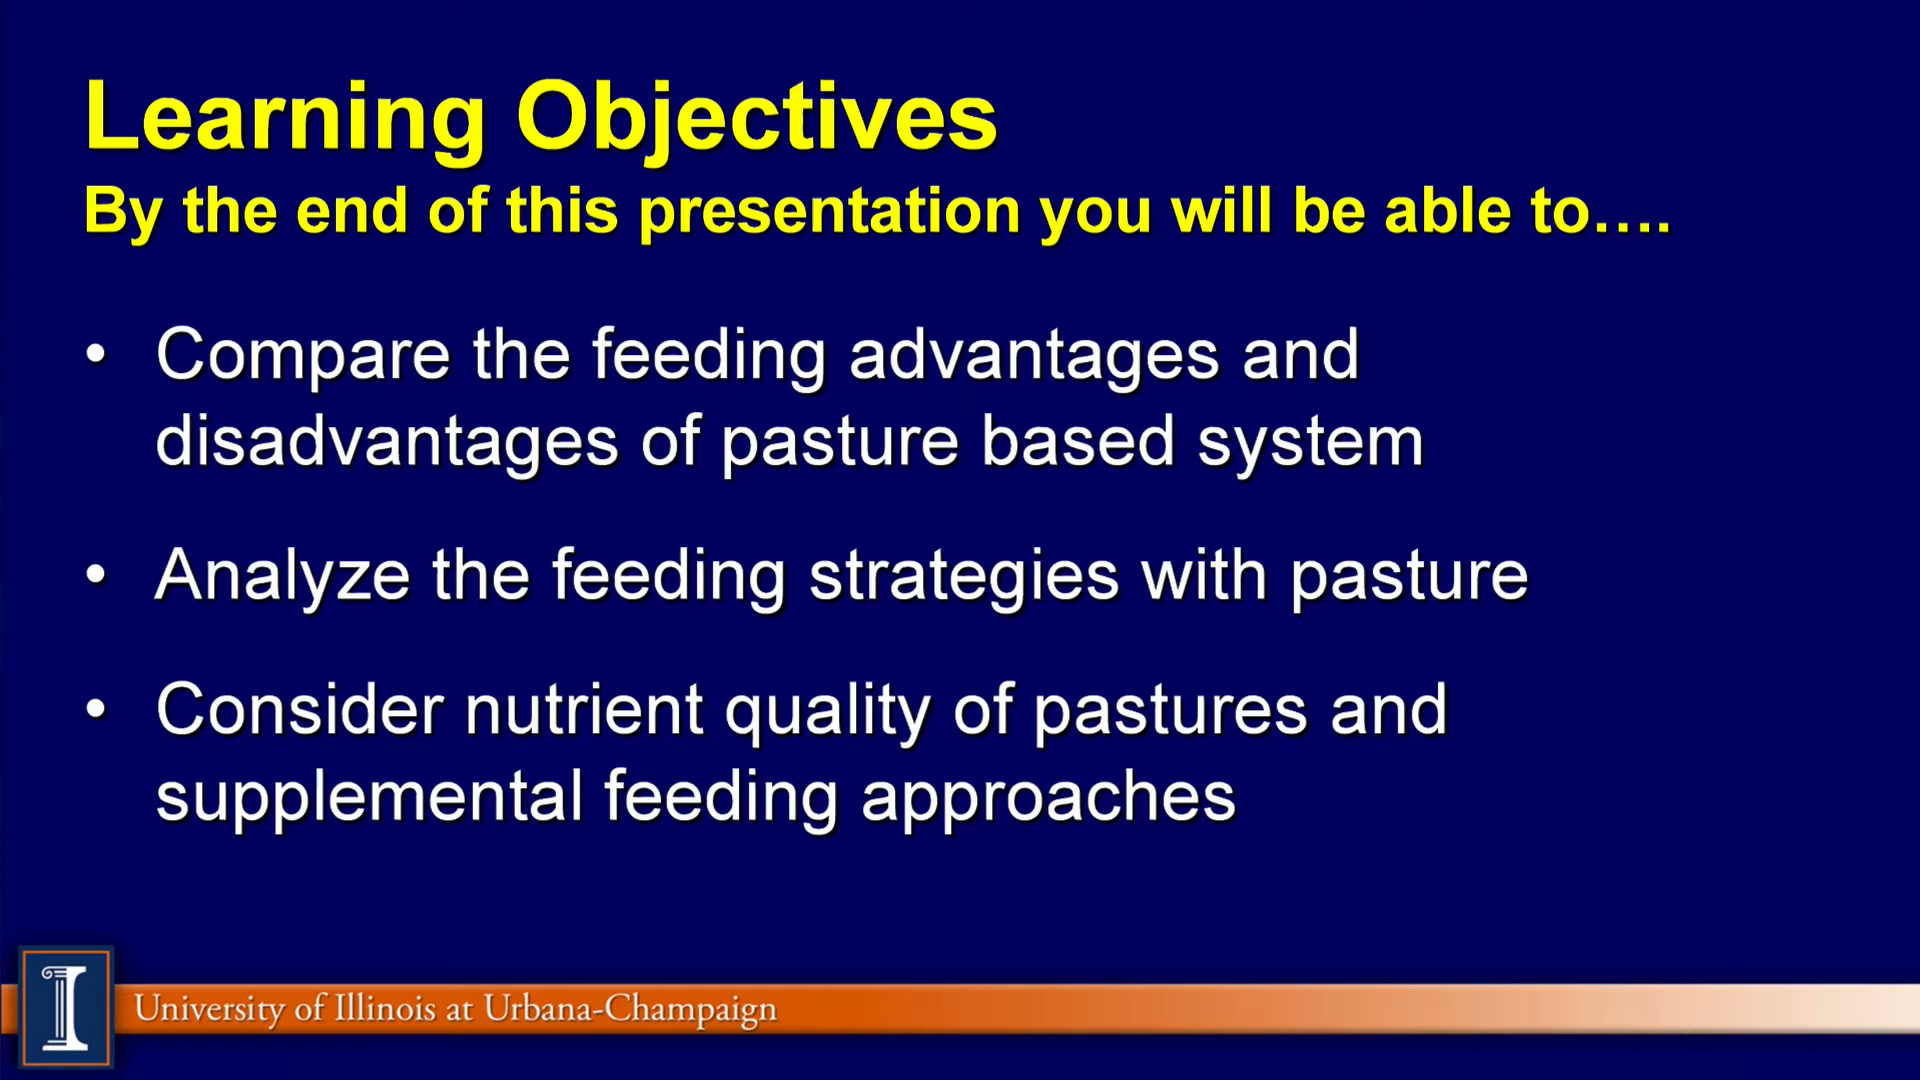 Learning Objectives
By the end of this presentation you will be able to….
• Compare the feeding advantages and
disadvantages of pasture based system
• Analyze the feeding strategies with pasture
• Consider nutrient quality of pastures and
supplemental feeding approaches
I
University of Illinois at Urbana-Champaign